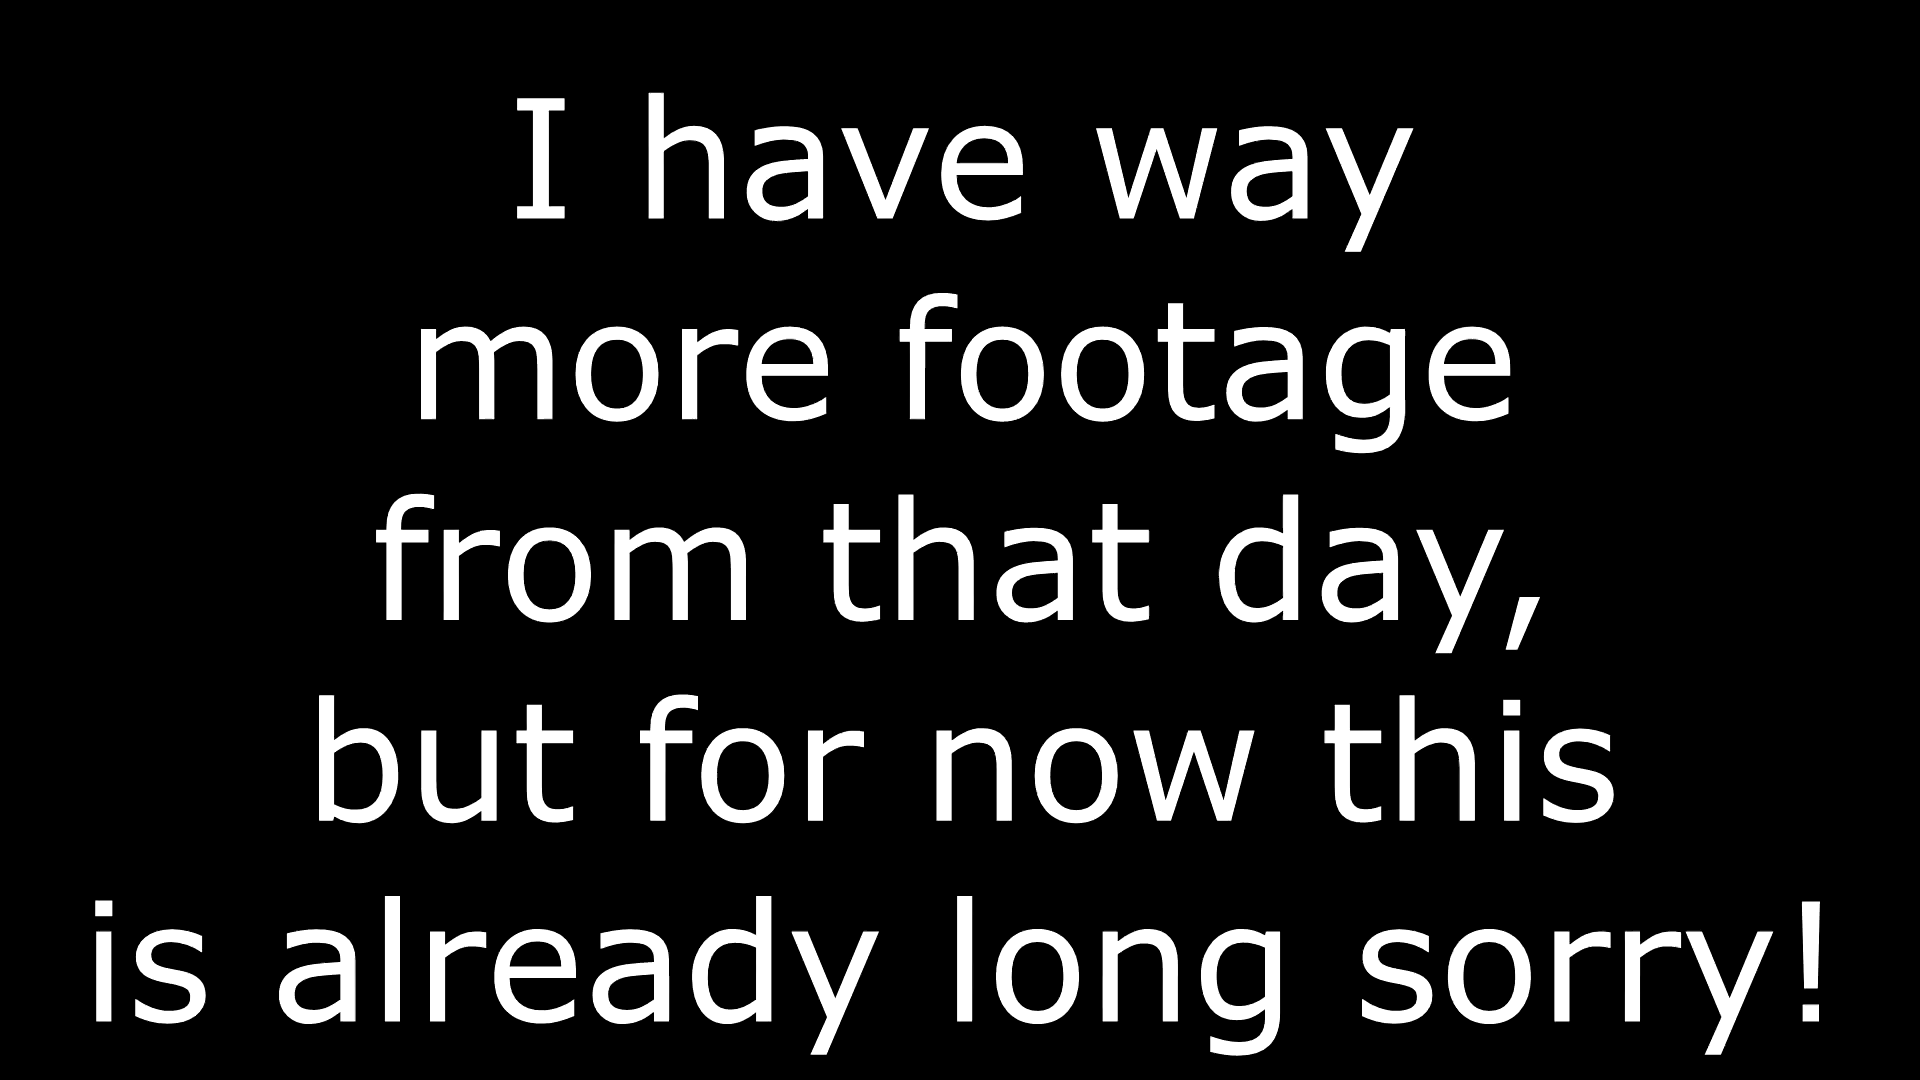 I have way
more footage
from that day,
but for now this
is already long sorry!